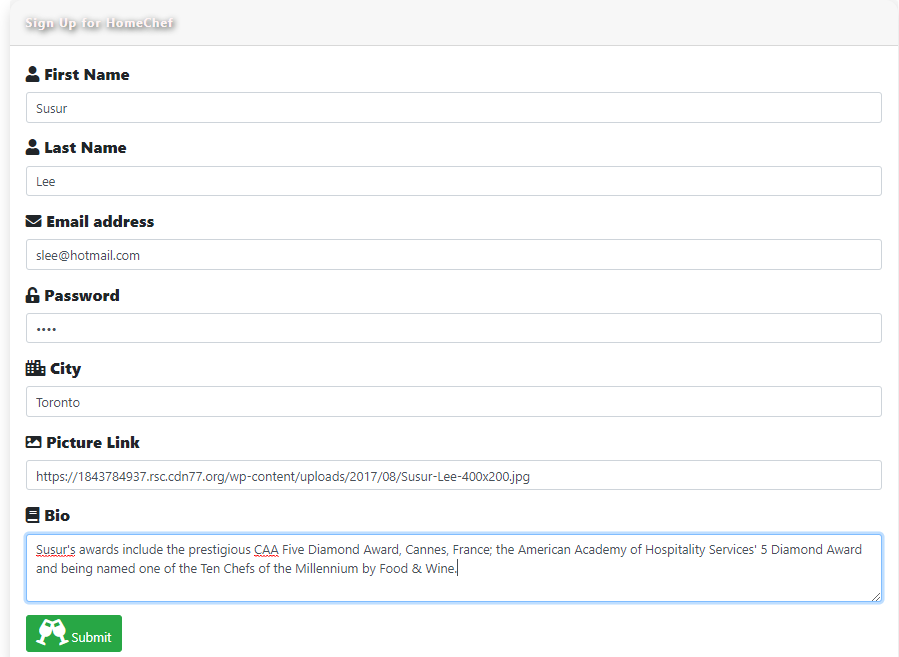 Sign Up for HomeChef
First Name
Susur
Last Name
Lee
Email address
slee@hotmail.com
Password
••••
City
Toronto
Picture Link
https://1843784937.rsc.cdn77.org/wp-content/uploads/2017/08/Susur-Lee-400x200.jpg
Bio
Susur's awards include the prestigious CAA Five Diamond Award, Cannes, France; the American Academy of Hospitality Services' 5 Diamond Award
and being named one of the Ten Chefs of the Millennium by Food & Wine.
Submit